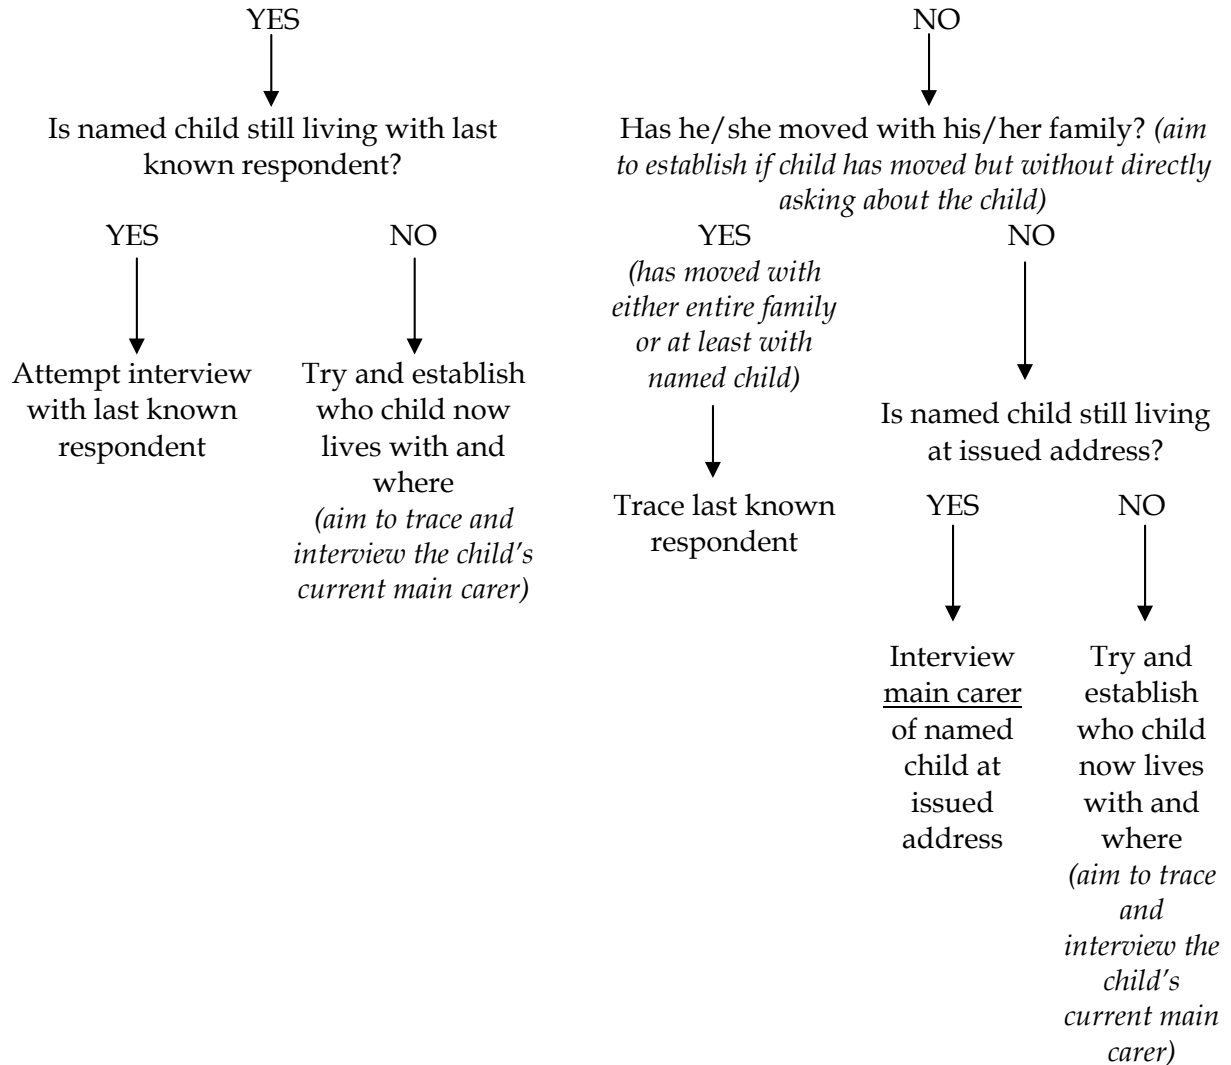 YES
Is named child still living with last
known respondent?
YES
Attempt interview
with last known
respondent
NO
Try and establish
who child now
lives with and
where
(aim to trace and
interview the child's
current main carer)
NO
Has he/she moved with his/her family? (aim
to establish if child has moved but without directly
asking about the child)
YES
(has moved with
either entire family
or at least with
named child)
Trace last known
respondent
NO
Is named child still living
at issued address?
YES
Interview
main carer
of named
child at
issued
address
NO
Try and
establish
who child
now lives
with and
where
(aim to trace
and
interview the
child's
current main
carer)